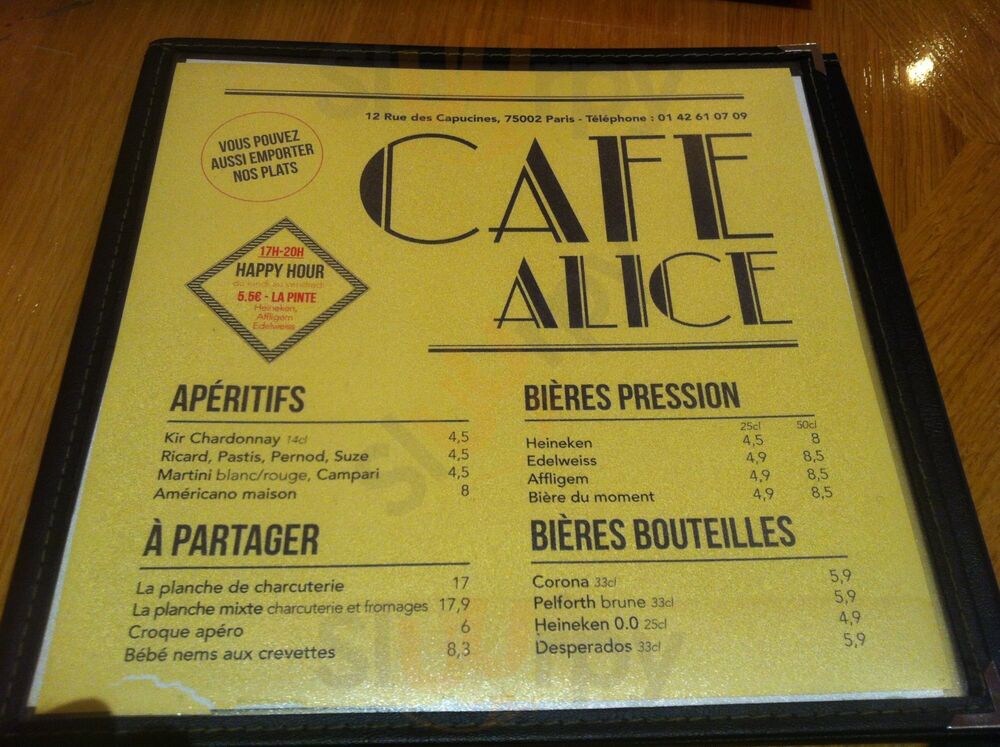 12 Rue des Capucines, 75002 Paris - Téléphone : 01 42 61 07 09
VOUS POUVEZ
AUSSI EMPORTER
NOS PLATS
CAFE
ALICE
17H-20H
HAPPY HOUR
du lundi au vendredi
5.5€ - LA PINTE
Heineken,
Affligem
Edelweiss
APÉRITIFS
Kir Chardonnay 14cl 4,5
Ricard, Pastis, Pernod, Suze 4,5
Martini blanc/rouge, Campari 4,5
Américano maison 8
BIÈRES PRESSION
25cl 50cl
Heineken 4,5 8
Edelweiss 4,9 8,5
Affligem 4,9 8,5
Bière du moment 4,9 8,5
À PARTAGER
La planche de charcuterie 17
La planche mixte charcuterie et fromages 17,9
Croque apéro 6
Bébé nems aux crevettes 8,3
BIÈRES BOUTEILLES
Corona 33cl 5,9
Pelforth brune 33cl 5,9
Heineken 0.0 25cl 4,9
Desperados 33cl 5,9